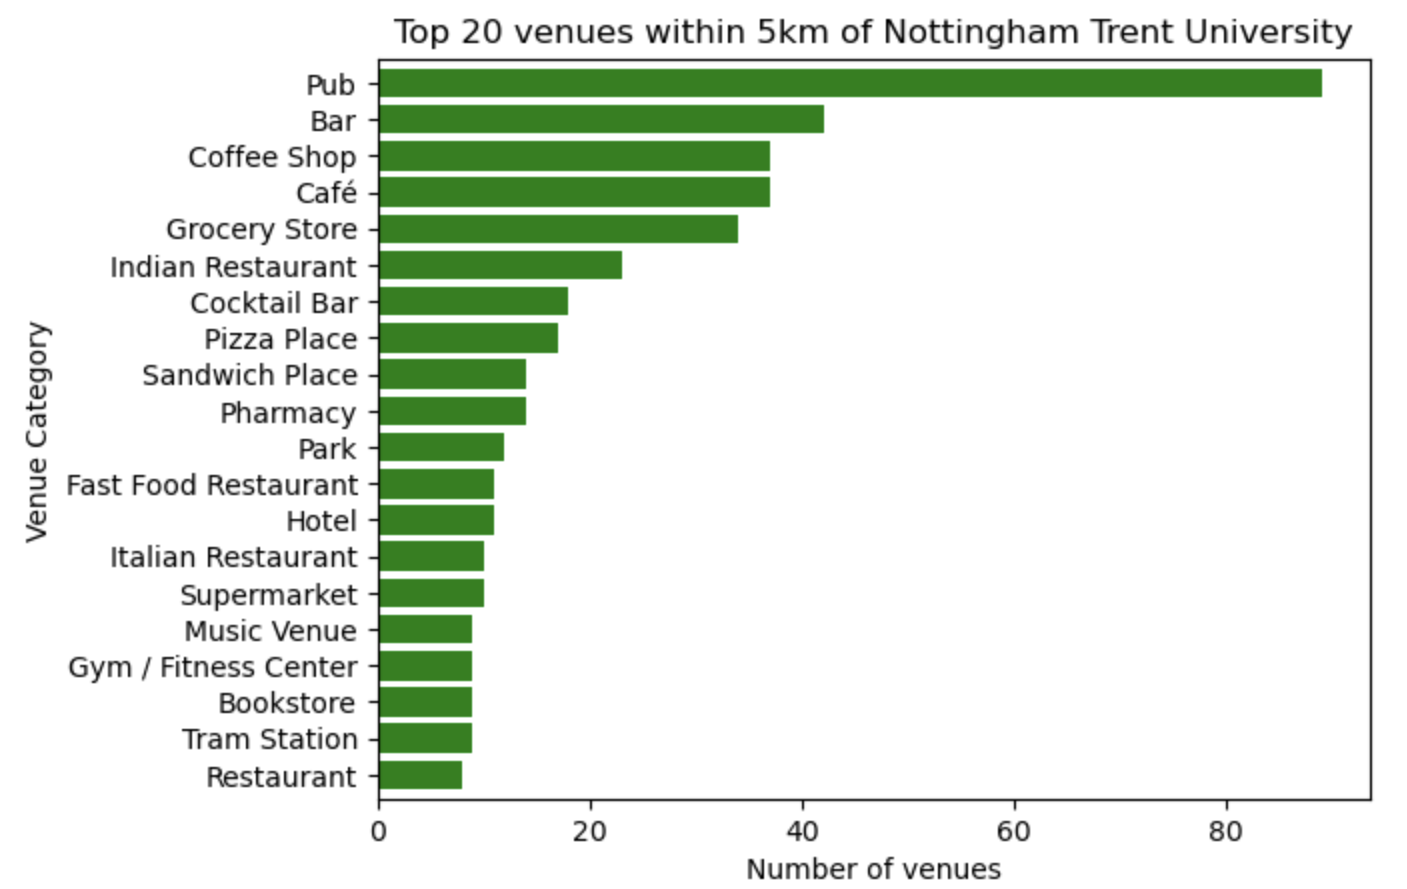 Top 20 venues within 5km of Nottingham Trent University
Venue Category
Pub
Bar
Coffee Shop
Café
Grocery Store
Indian Restaurant
Cocktail Bar
Pizza Place
Sandwich Place
Pharmacy
Park
Fast Food Restaurant
Hotel
Italian Restaurant
Supermarket
Music Venue
Gym / Fitness Center
Bookstore
Tram Station
Restaurant
0 20 40 60 80
Number of venues